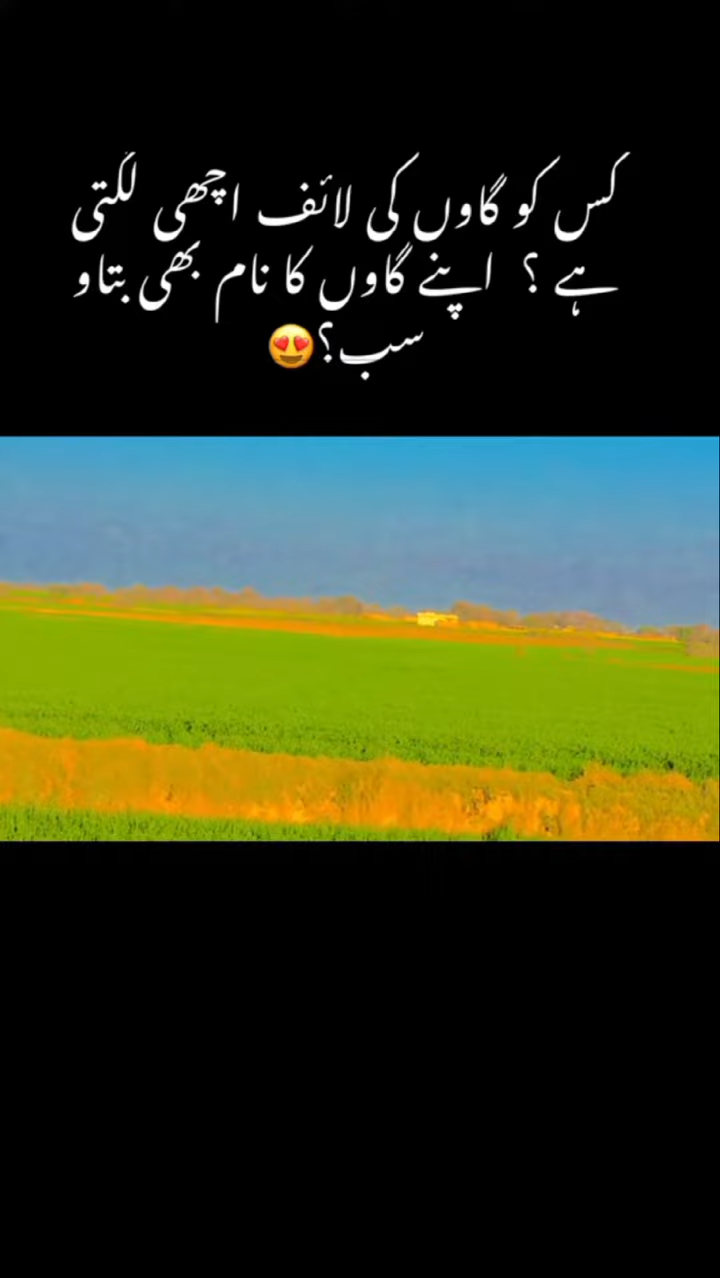 کس کو گاوں کی لائف اچھی لگتی
ہے ؟ اپنے گاوں کا نام بھی بتاو
سب؟😍